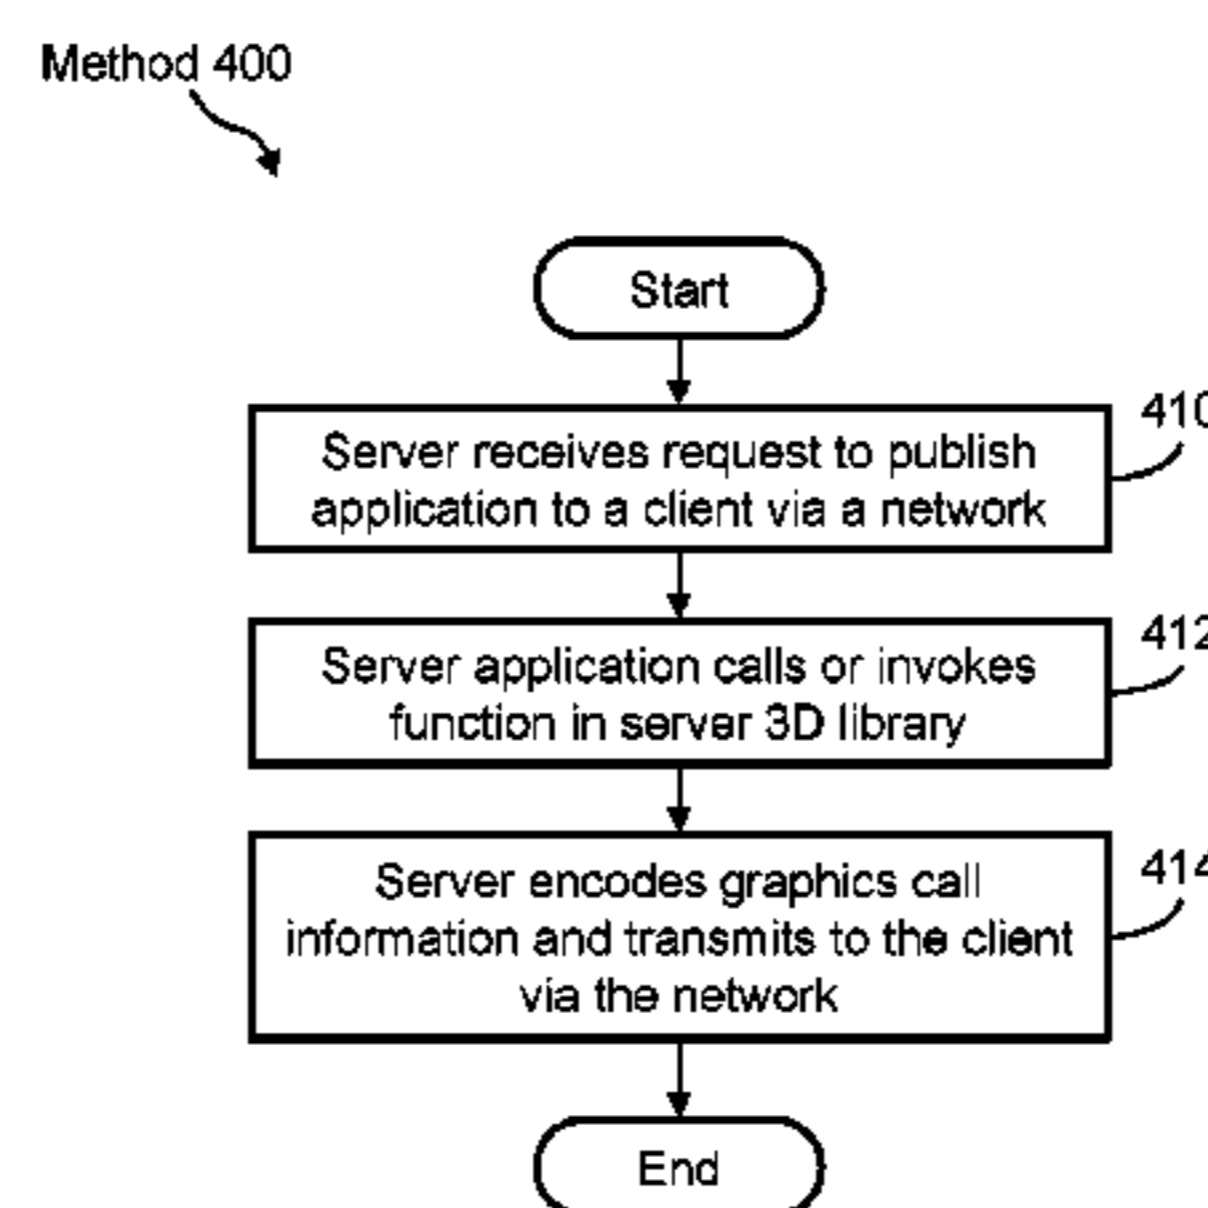 Method 400
Start
410
Server receives request to publish
application to a client via a network
412
Server application calls or invokes
function in server 3D library
414
Server encodes graphics call
information and transmits to the client
via the network
End